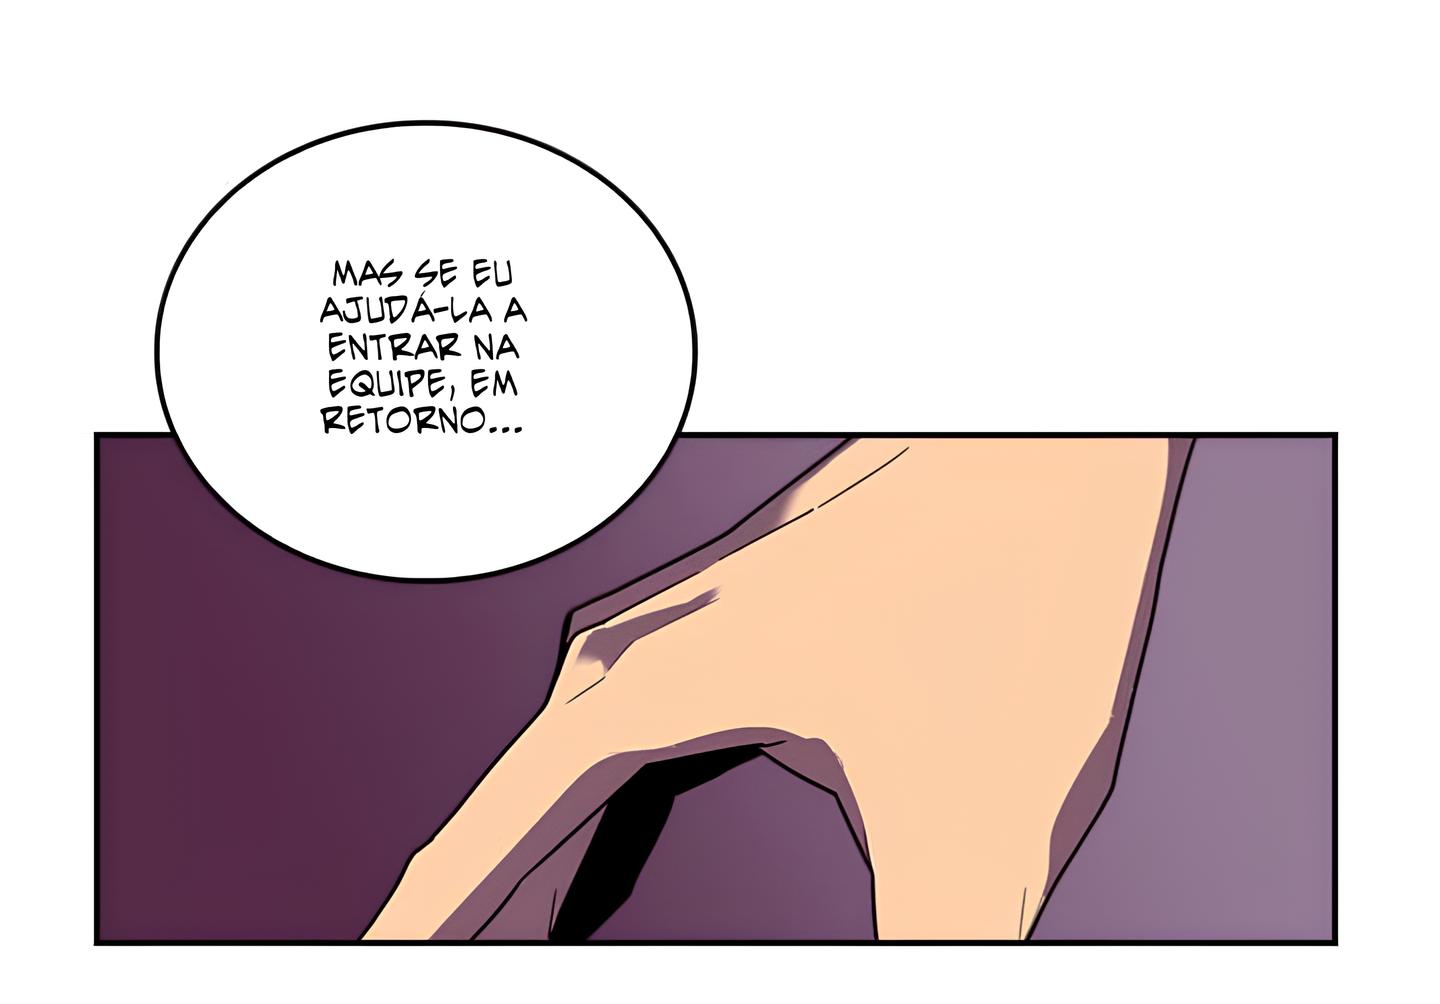 MAS SE EU
AJUDÁ-LA A
ENTRAR NA
EQUIPE, EM
RETORNO...